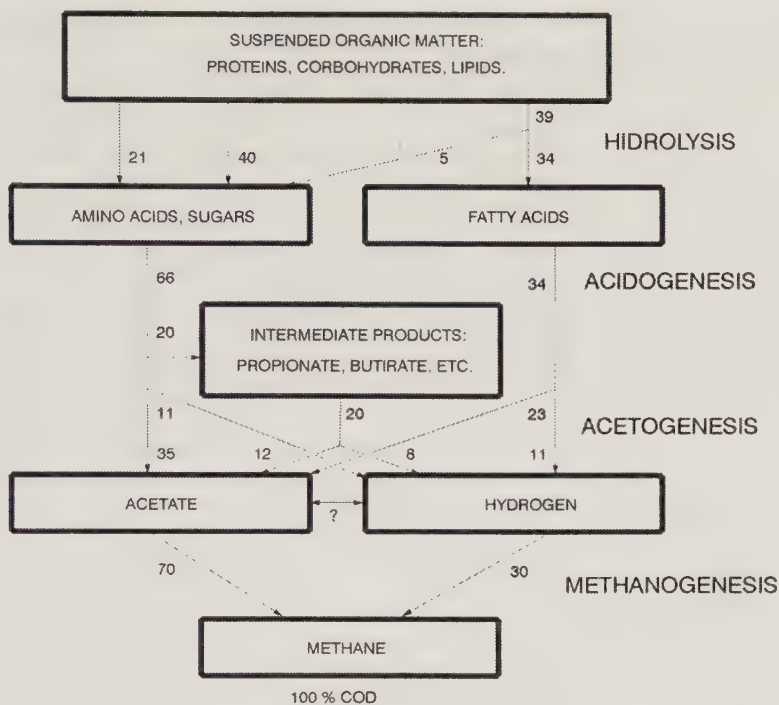 SUSPENDED ORGANIC MATTER:
PROTEINS, CORBOHYDRATES, LIPIDS.
39
HIDROLYSIS
21
40
5
34
AMINO ACIDS, SUGARS
FATTY ACIDS
66
34
ACIDOGENESIS
20
INTERMEDIATE PRODUCTS:
PROPIONATE, BUTIRATE, ETC.
11
20
23
ACETOGENESIS
35
12
8
11
ACETATE
?
HYDROGEN
70
30
METHANOGENESIS
METHANE
100 % COD